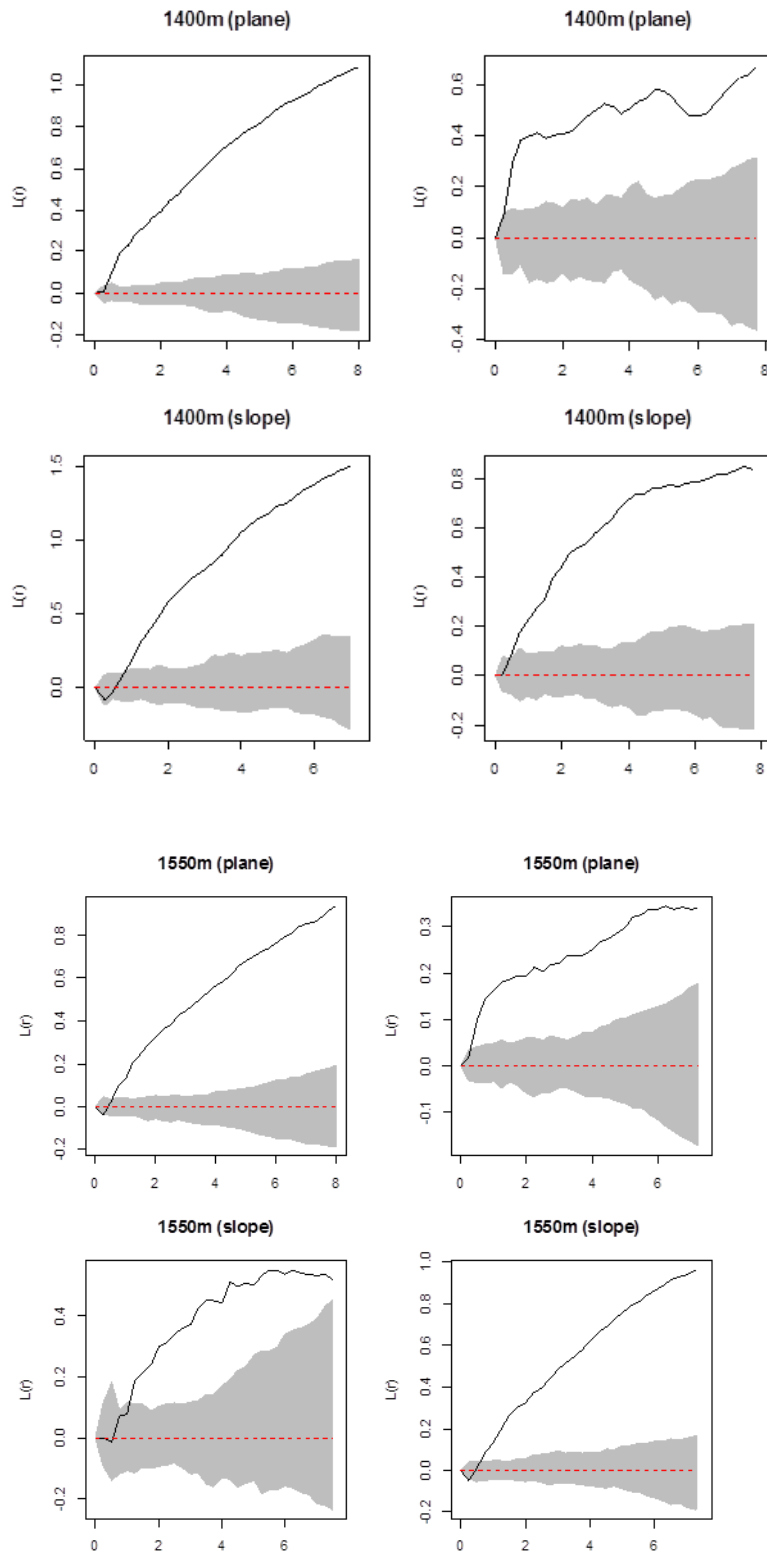 1400m (plane)
1400m (plane)
L(r)
-0.2 0.0 0.2 0.4 0.6 0.8 1.0
0 2 4 6 8
L(r)
-0.4 -0.2 0.0 0.2 0.4 0.6
0 2 4 6 8
1400m (slope)
1400m (slope)
L(r)
0.0 0.5 1.0 1.5
0 2 4 6
L(r)
-0.2 0.0 0.2 0.4 0.6 0.8
0 2 4 6 8
1550m (plane)
1550m (plane)
L(r)
-0.2 0.0 0.2 0.4 0.6 0.8
0 2 4 6 8
L(r)
-0.1 0.0 0.1 0.2 0.3
0 2 4 6
1550m (slope)
1550m (slope)
L(r)
-0.2 0.0 0.2 0.4
0 2 4 6
L(r)
-0.2 0.0 0.2 0.4 0.6 0.8 1.0
0 2 4 6